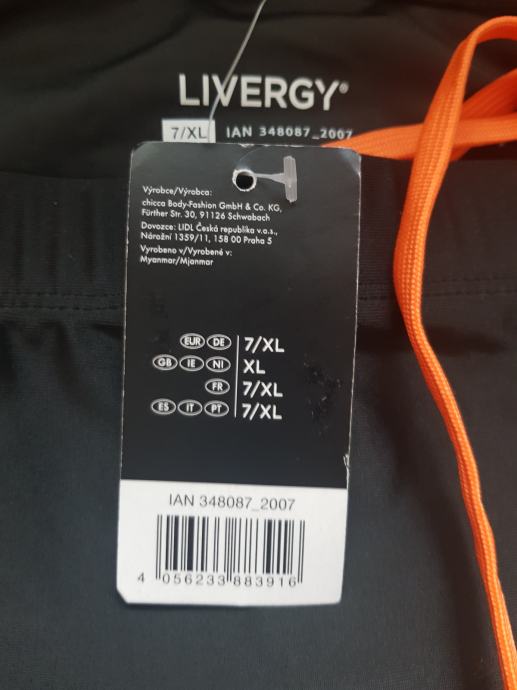 LIVERGY®
7/XL IAN 348087_2007
Výrobce/Výrobca:
chicca Body-Fashion GmbH & Co. KG,
Fürther Str. 30, 91126 Schwabach
Dovozce: LIDL Česká republika v.o.s.,
Nárožní 1359/11, 158 00 Praha 5
Vyrobeno v/Vyrobené v:
Myanmar/Mjanmar
EUR DE 7/XL
GB IE NI XL
FR 7/XL
ES IT PT 7/XL
IAN 348087_2007
4 056233 883916